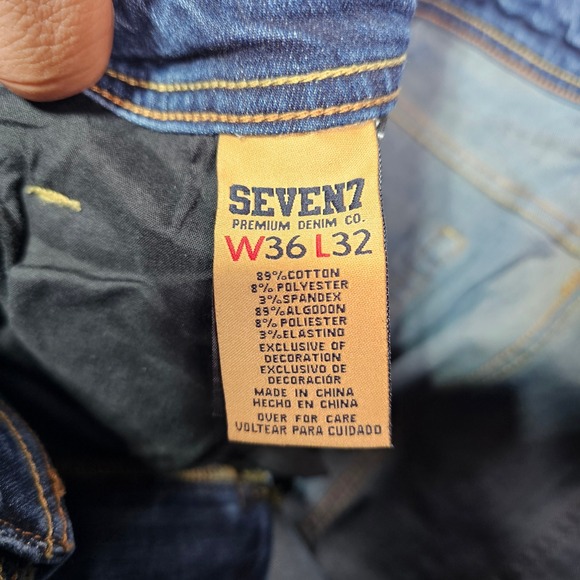 SEVEN7
PREMIUM DENIM CO.
W36 L32
89%COTTON
8% POLYESTER
3%SPANDEX
89%ALGODON
8% POLIESTER
3%ELASTINO
EXCLUSIVE OF
DECORATION
EXCLUSIVO DE
DECORACIÓR
MADE IN CHINA
HECHO EN CHINA
OVER FOR CARE
VOLTEAR PARA CUIDADO